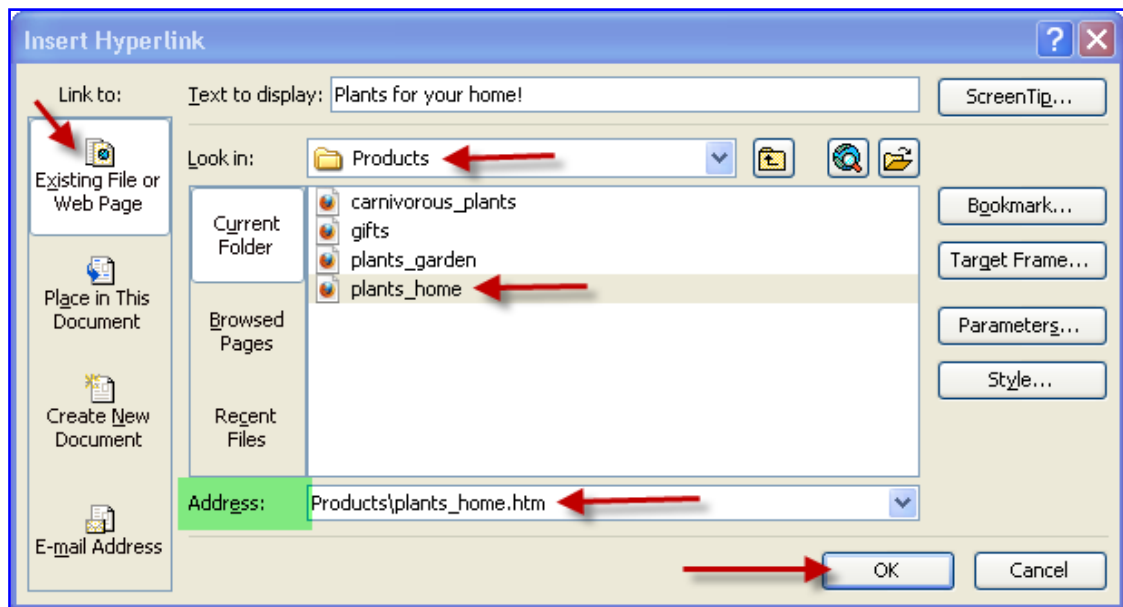 Insert Hyperlink
Link to:
Text to display: Plants for your home!
ScreenTip...
Existing File or
Web Page
Look in: Products
Current
Folder
carnivorous_plants
gifts
plants_garden
plants_home
Bookmark...
Target Frame...
Place in This
Document
Browsed
Pages
Parameters...
Style...
Create New
Document
Recent
Files
Address: Products\plants_home.htm
E-mail Address
OK
Cancel